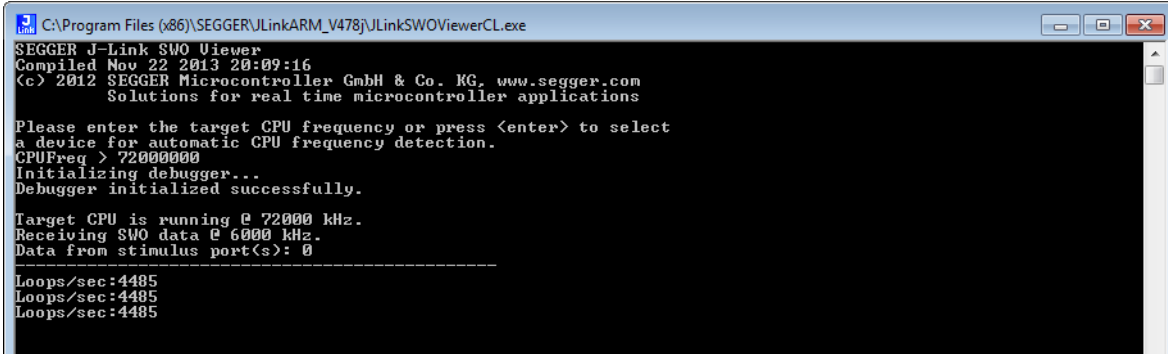 C:\Program Files (x86)\SEGGER\JLinkARM_V478j\JLinkSWOViewerCL.exe
SEGGER J-Link SWO Viewer
Compiled Nov 22 2013 20:09:16
(c) 2012 SEGGER Microcontroller GmbH & Co. KG, www.segger.com
Solutions for real time microcontroller applications
Please enter the target CPU frequency or press <enter> to select
a device for automatic CPU frequency detection.
CPUFreq > 72000000
Initializing debugger...
Debugger initialized successfully.
Target CPU is running @ 72000 kHz.
Receiving SWO data @ 6000 kHz.
Data from stimulus port(s): 0
-----------------------------------------------
Loops/sec:4485
Loops/sec:4485
Loops/sec:4485